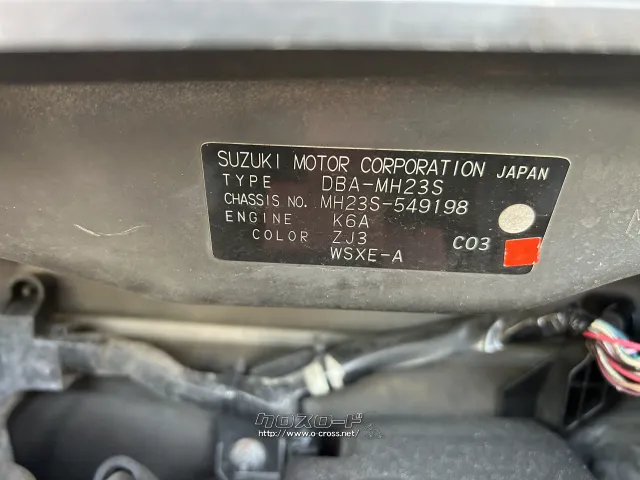 SUZUKI MOTOR CORPORATION JAPAN
TYPE DBA-MH23S
CHASSIS NO. MH23S-549198
ENGINE K6A
COLOR ZJ3 C03
WSXE-A
クロスロード
http://www.o-cross.net/